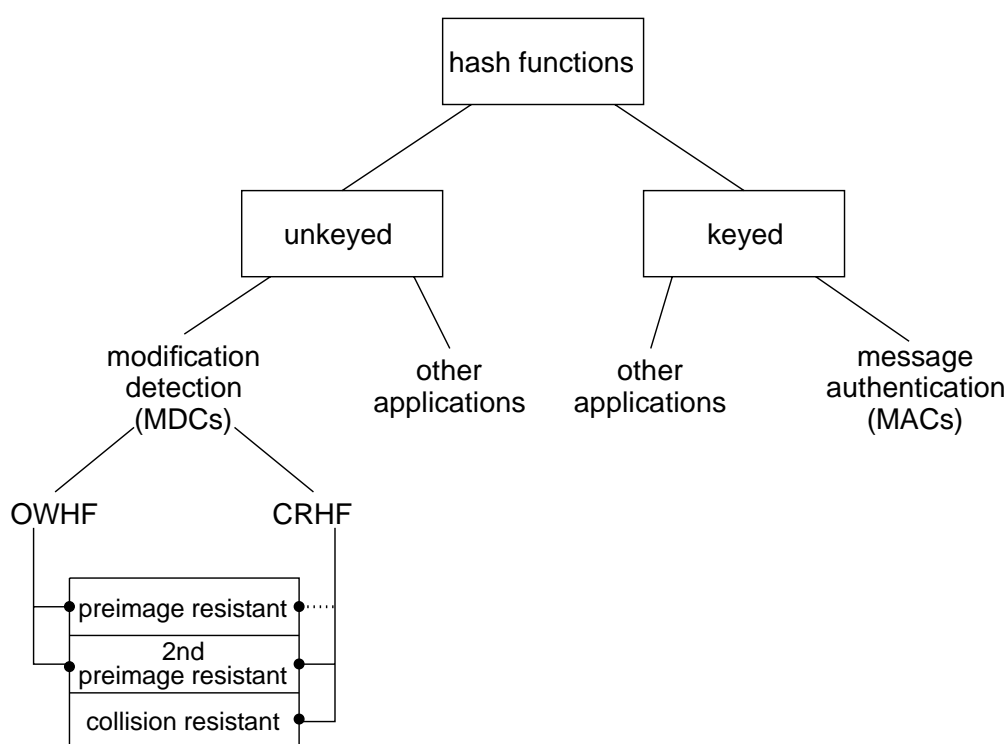 hash functions
unkeyed
keyed
modification
detection
(MDCs)
other
applications
other
applications
message
authentication
(MACs)
OWHF
CRHF
preimage resistant
2nd
preimage resistant
collision resistant